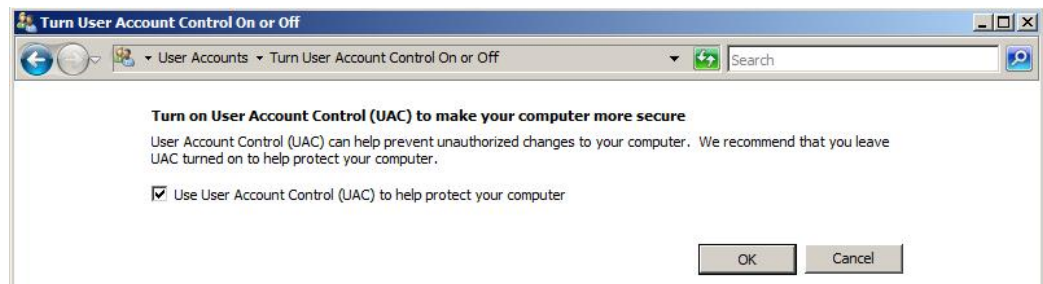 Turn User Account Control On or Off
User Accounts Turn User Account Control On or Off Search
Turn on User Account Control (UAC) to make your computer more secure
User Account Control (UAC) can help prevent unauthorized changes to your computer. We recommend that you leave
UAC turned on to help protect your computer.
Use User Account Control (UAC) to help protect your computer
OK Cancel